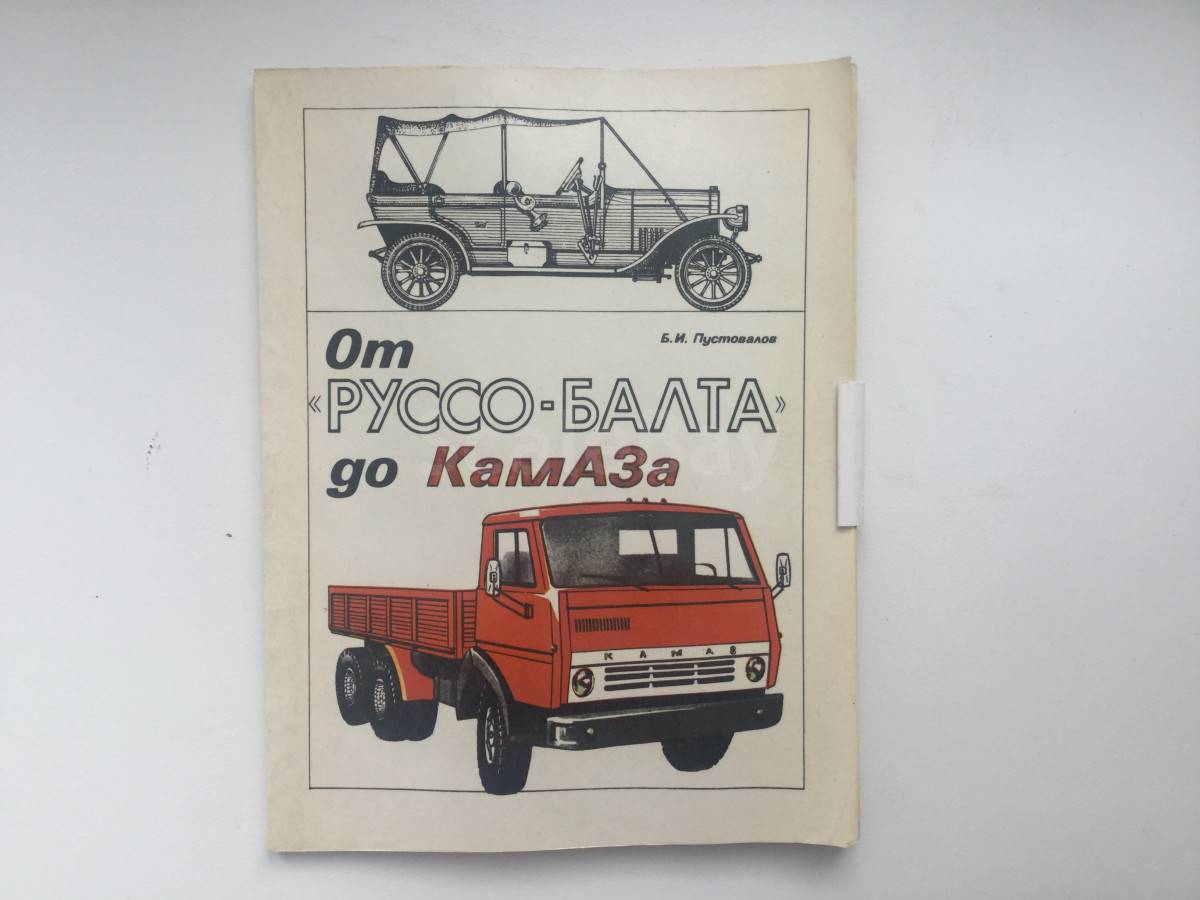 Б.И. Пустовалов
От
«РУССО-БАЛТА»
до КамАЗа
КАМАЗ